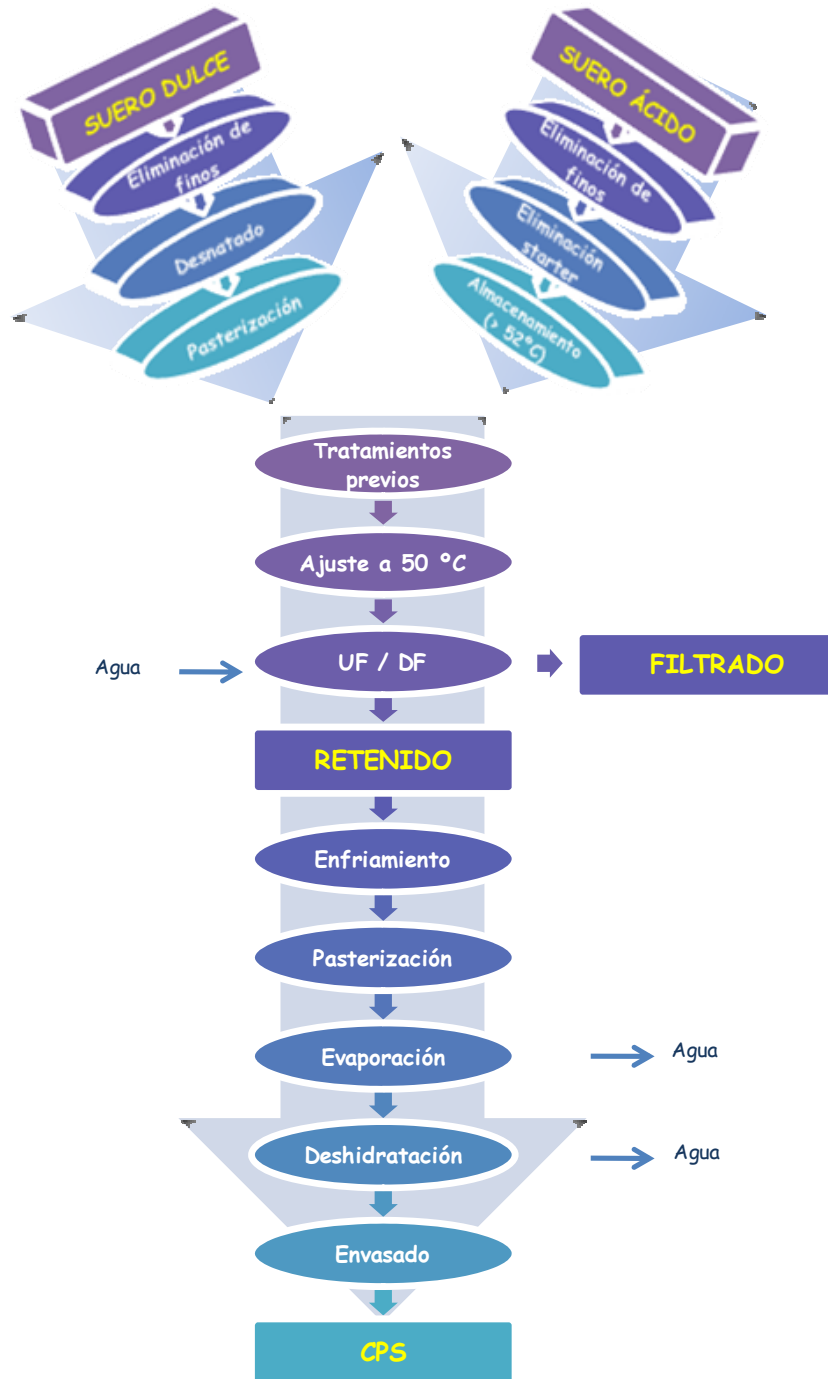 SUERO DULCE
Eliminación de
finos
Desnatado
Pasterización
SUERO ÁCIDO
Eliminación de
finos
Eliminación
starter
Almacenamiento
(> 52°C)
Tratamientos
previos
Ajuste a 50 °C
Agua
UF / DF
FILTRADO
RETENIDO
Enfriamiento
Pasterización
Evaporación
Agua
Deshidratación
Agua
Envasado
CPS